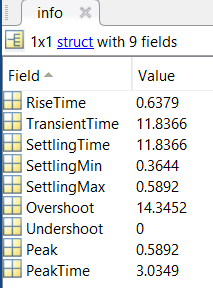 info
1x1 struct with 9 fields
Field Value
RiseTime 0.6379
TransientTime 11.8366
SettlingTime 11.8366
SettlingMin 0.3644
SettlingMax 0.5892
Overshoot 14.3452
Undershoot 0
Peak 0.5892
PeakTime 3.0349